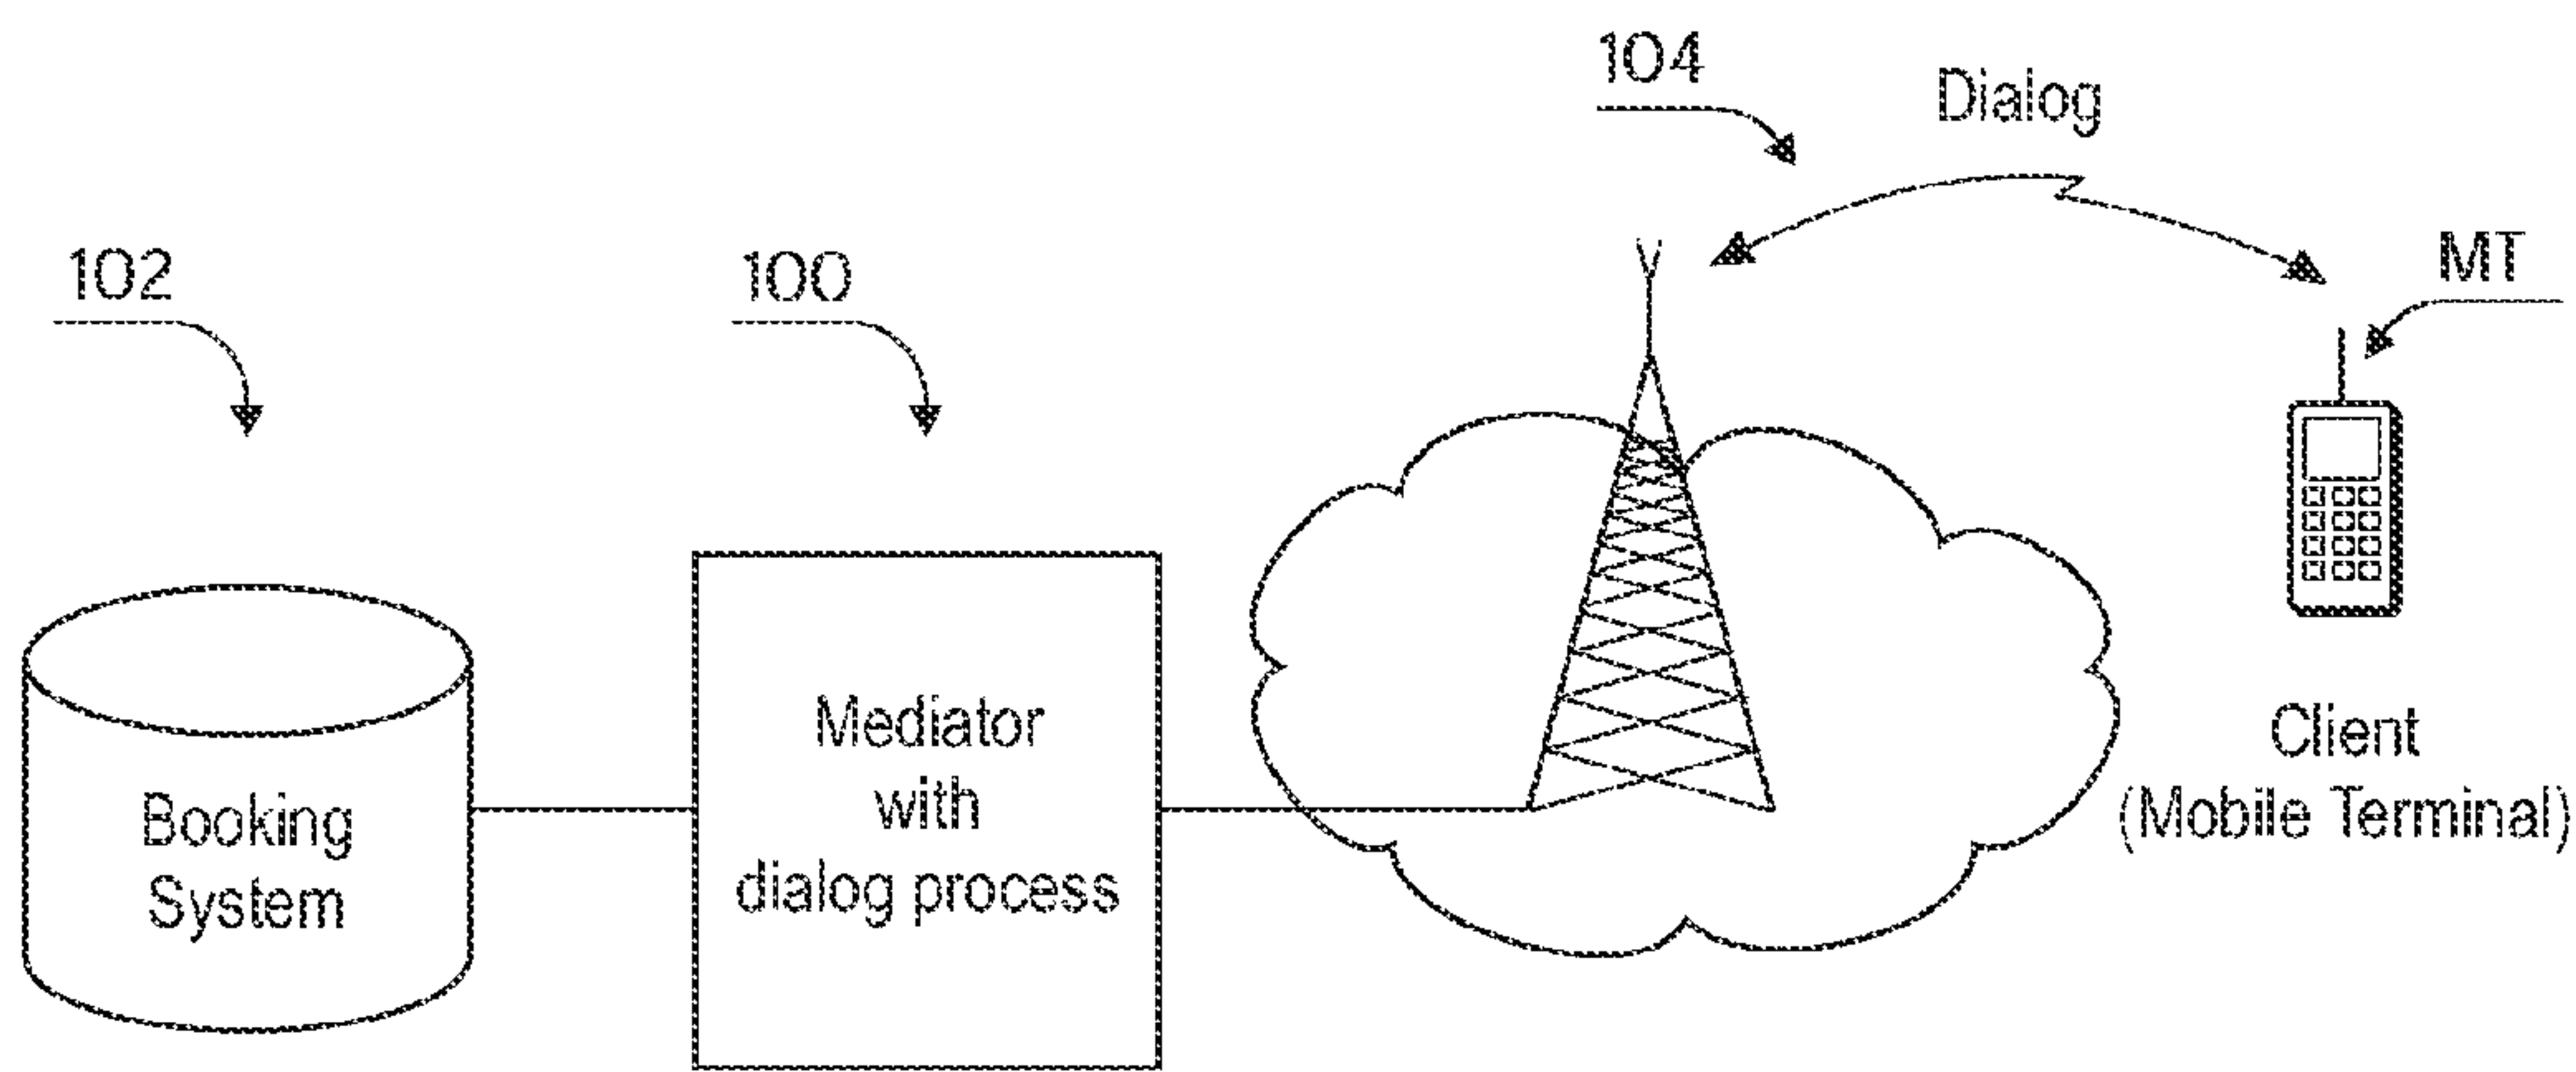 104
Dialog
102
100
MT
Booking
System
Mediator
with
dialog process
Client
(Mobile Terminal)